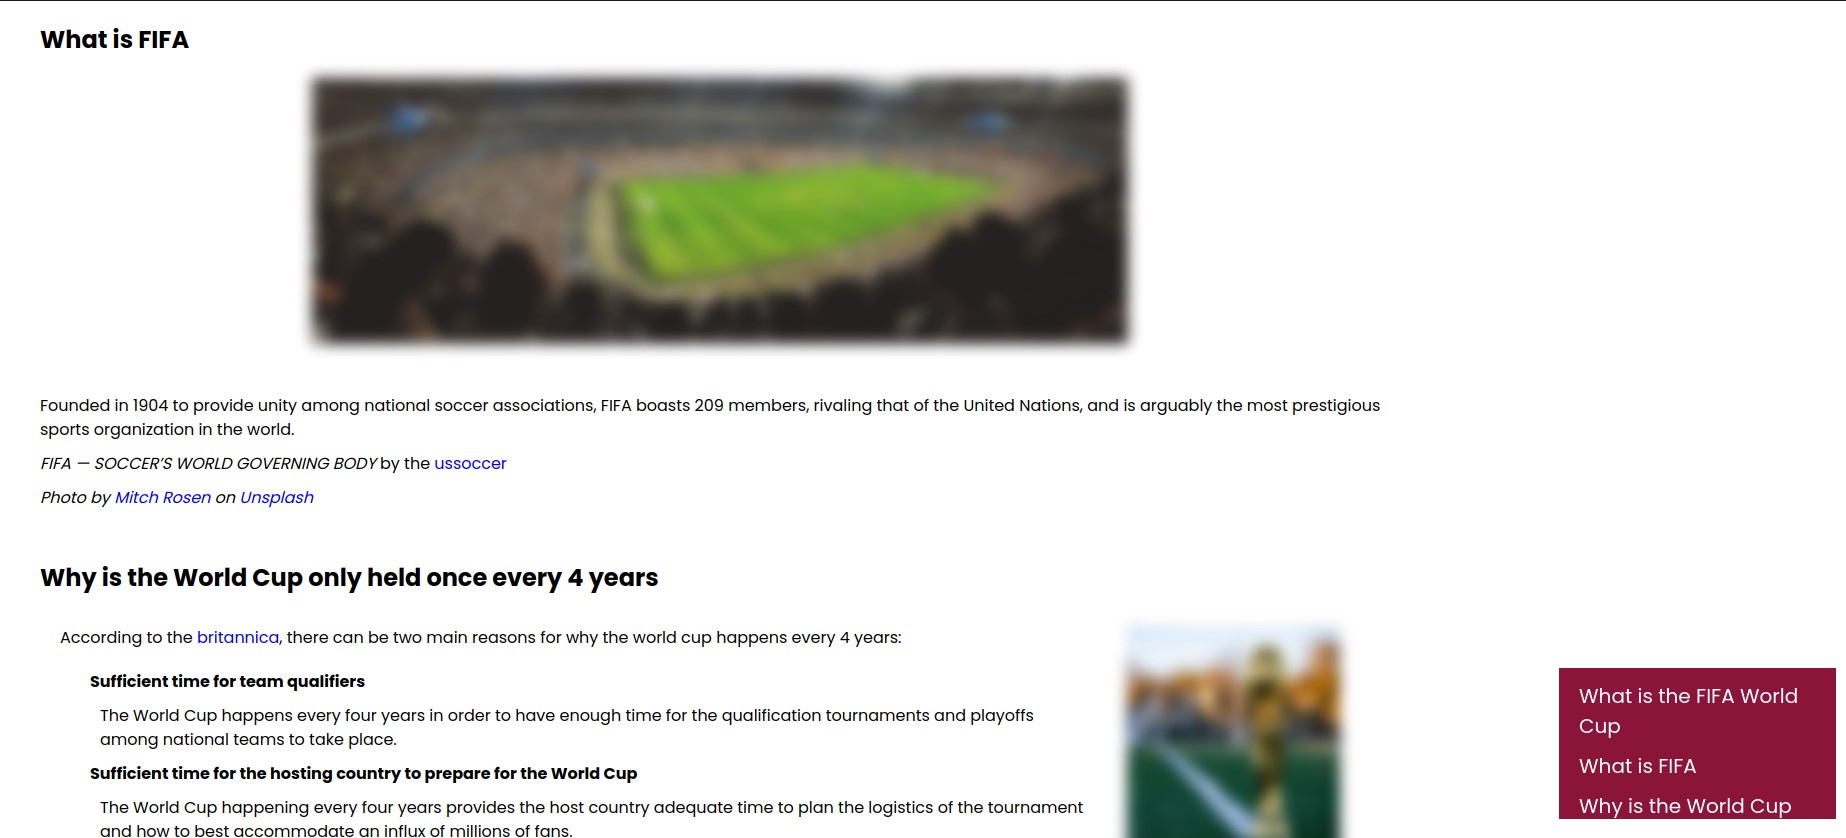 What is FIFA
Founded in 1904 to provide unity among national soccer associations, FIFA boasts 209 members, rivaling that of the United Nations, and is arguably the most prestigious
sports organization in the world.
FIFA — SOCCER’S WORLD GOVERNING BODY by the ussoccer
Photo by Mitch Rosen on Unsplash
Why is the World Cup only held once every 4 years
According to the britannica, there can be two main reasons for why the world cup happens every 4 years:
Sufficient time for team qualifiers
The World Cup happens every four years in order to have enough time for the qualification tournaments and playoffs
among national teams to take place.
Sufficient time for the hosting country to prepare for the World Cup
The World Cup happening every four years provides the host country adequate time to plan the logistics of the tournament
and how to best accommodate an influx of millions of fans.
What is the FIFA World
Cup
What is FIFA
Why is the World Cup